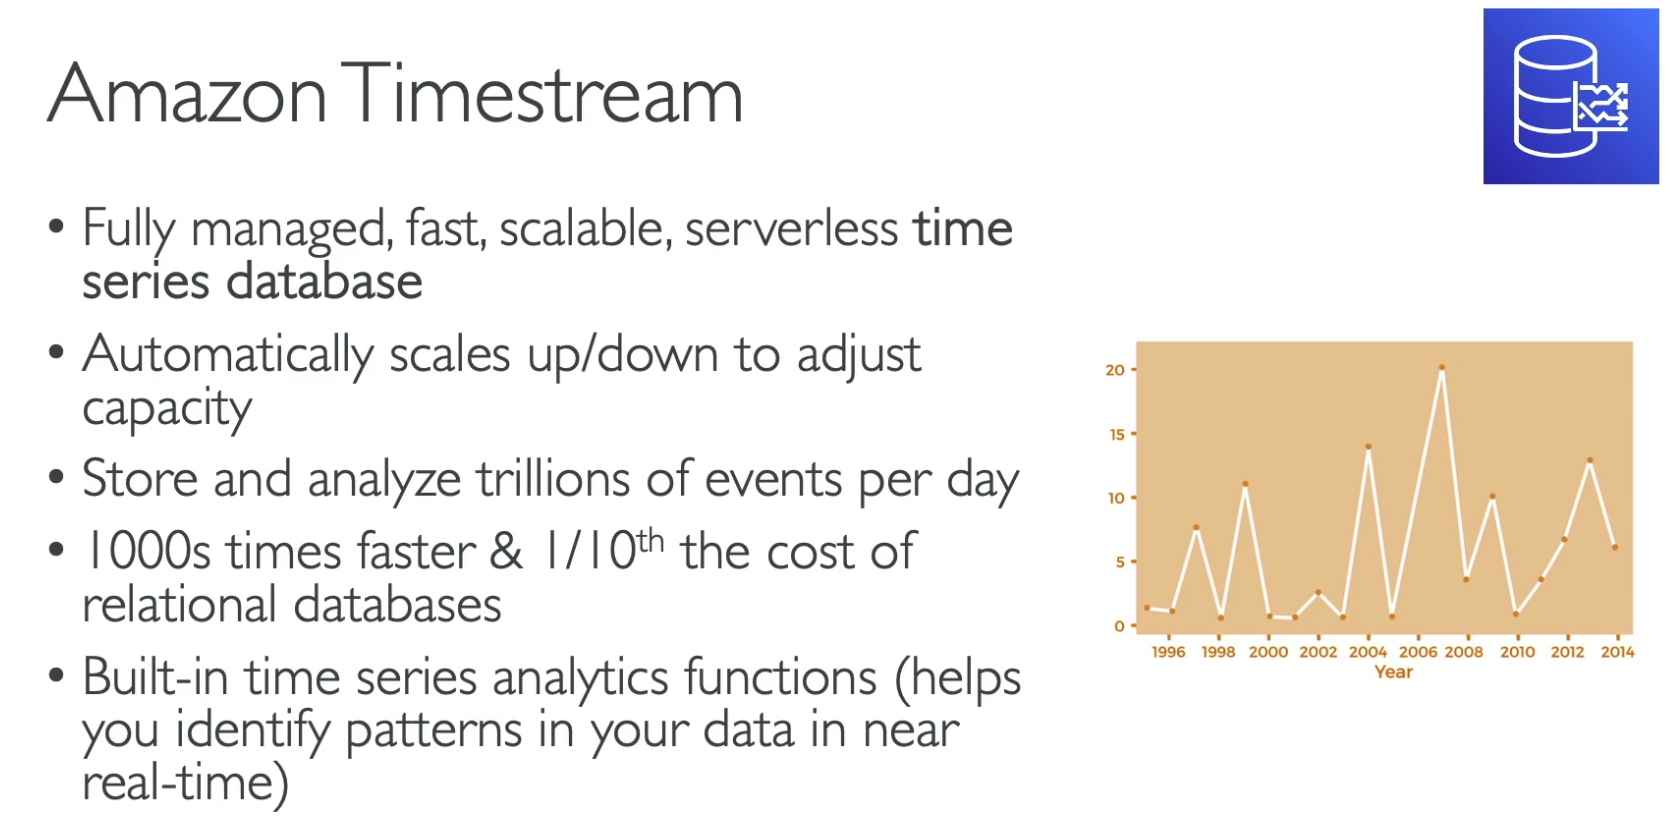 Amazon Timestream
• Fully managed, fast, scalable, serverless time
series database
• Automatically scales up/down to adjust
capacity
• Store and analyze trillions of events per day
• 1000s times faster & 1/10th the cost of
relational databases
• Built-in time series analytics functions (helps
you identify patterns in your data in near
real-time)
20
15
10
5
0
1996 1998 2000 2002 2004 2006 2008 2010 2012 2014
Year